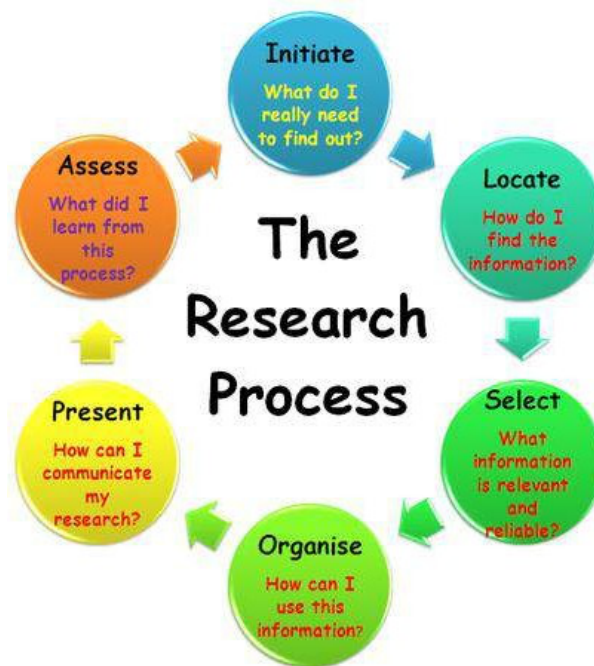 Initiate
What do I
really need
to find out?
Locate
How do I
find the
information?
Select
What
information
is relevant
and
reliable?
Organise
How can I
use this
information?
Present
How can I
communicate
my
research?
Assess
What did I
learn from
this
process?
The
Research
Process